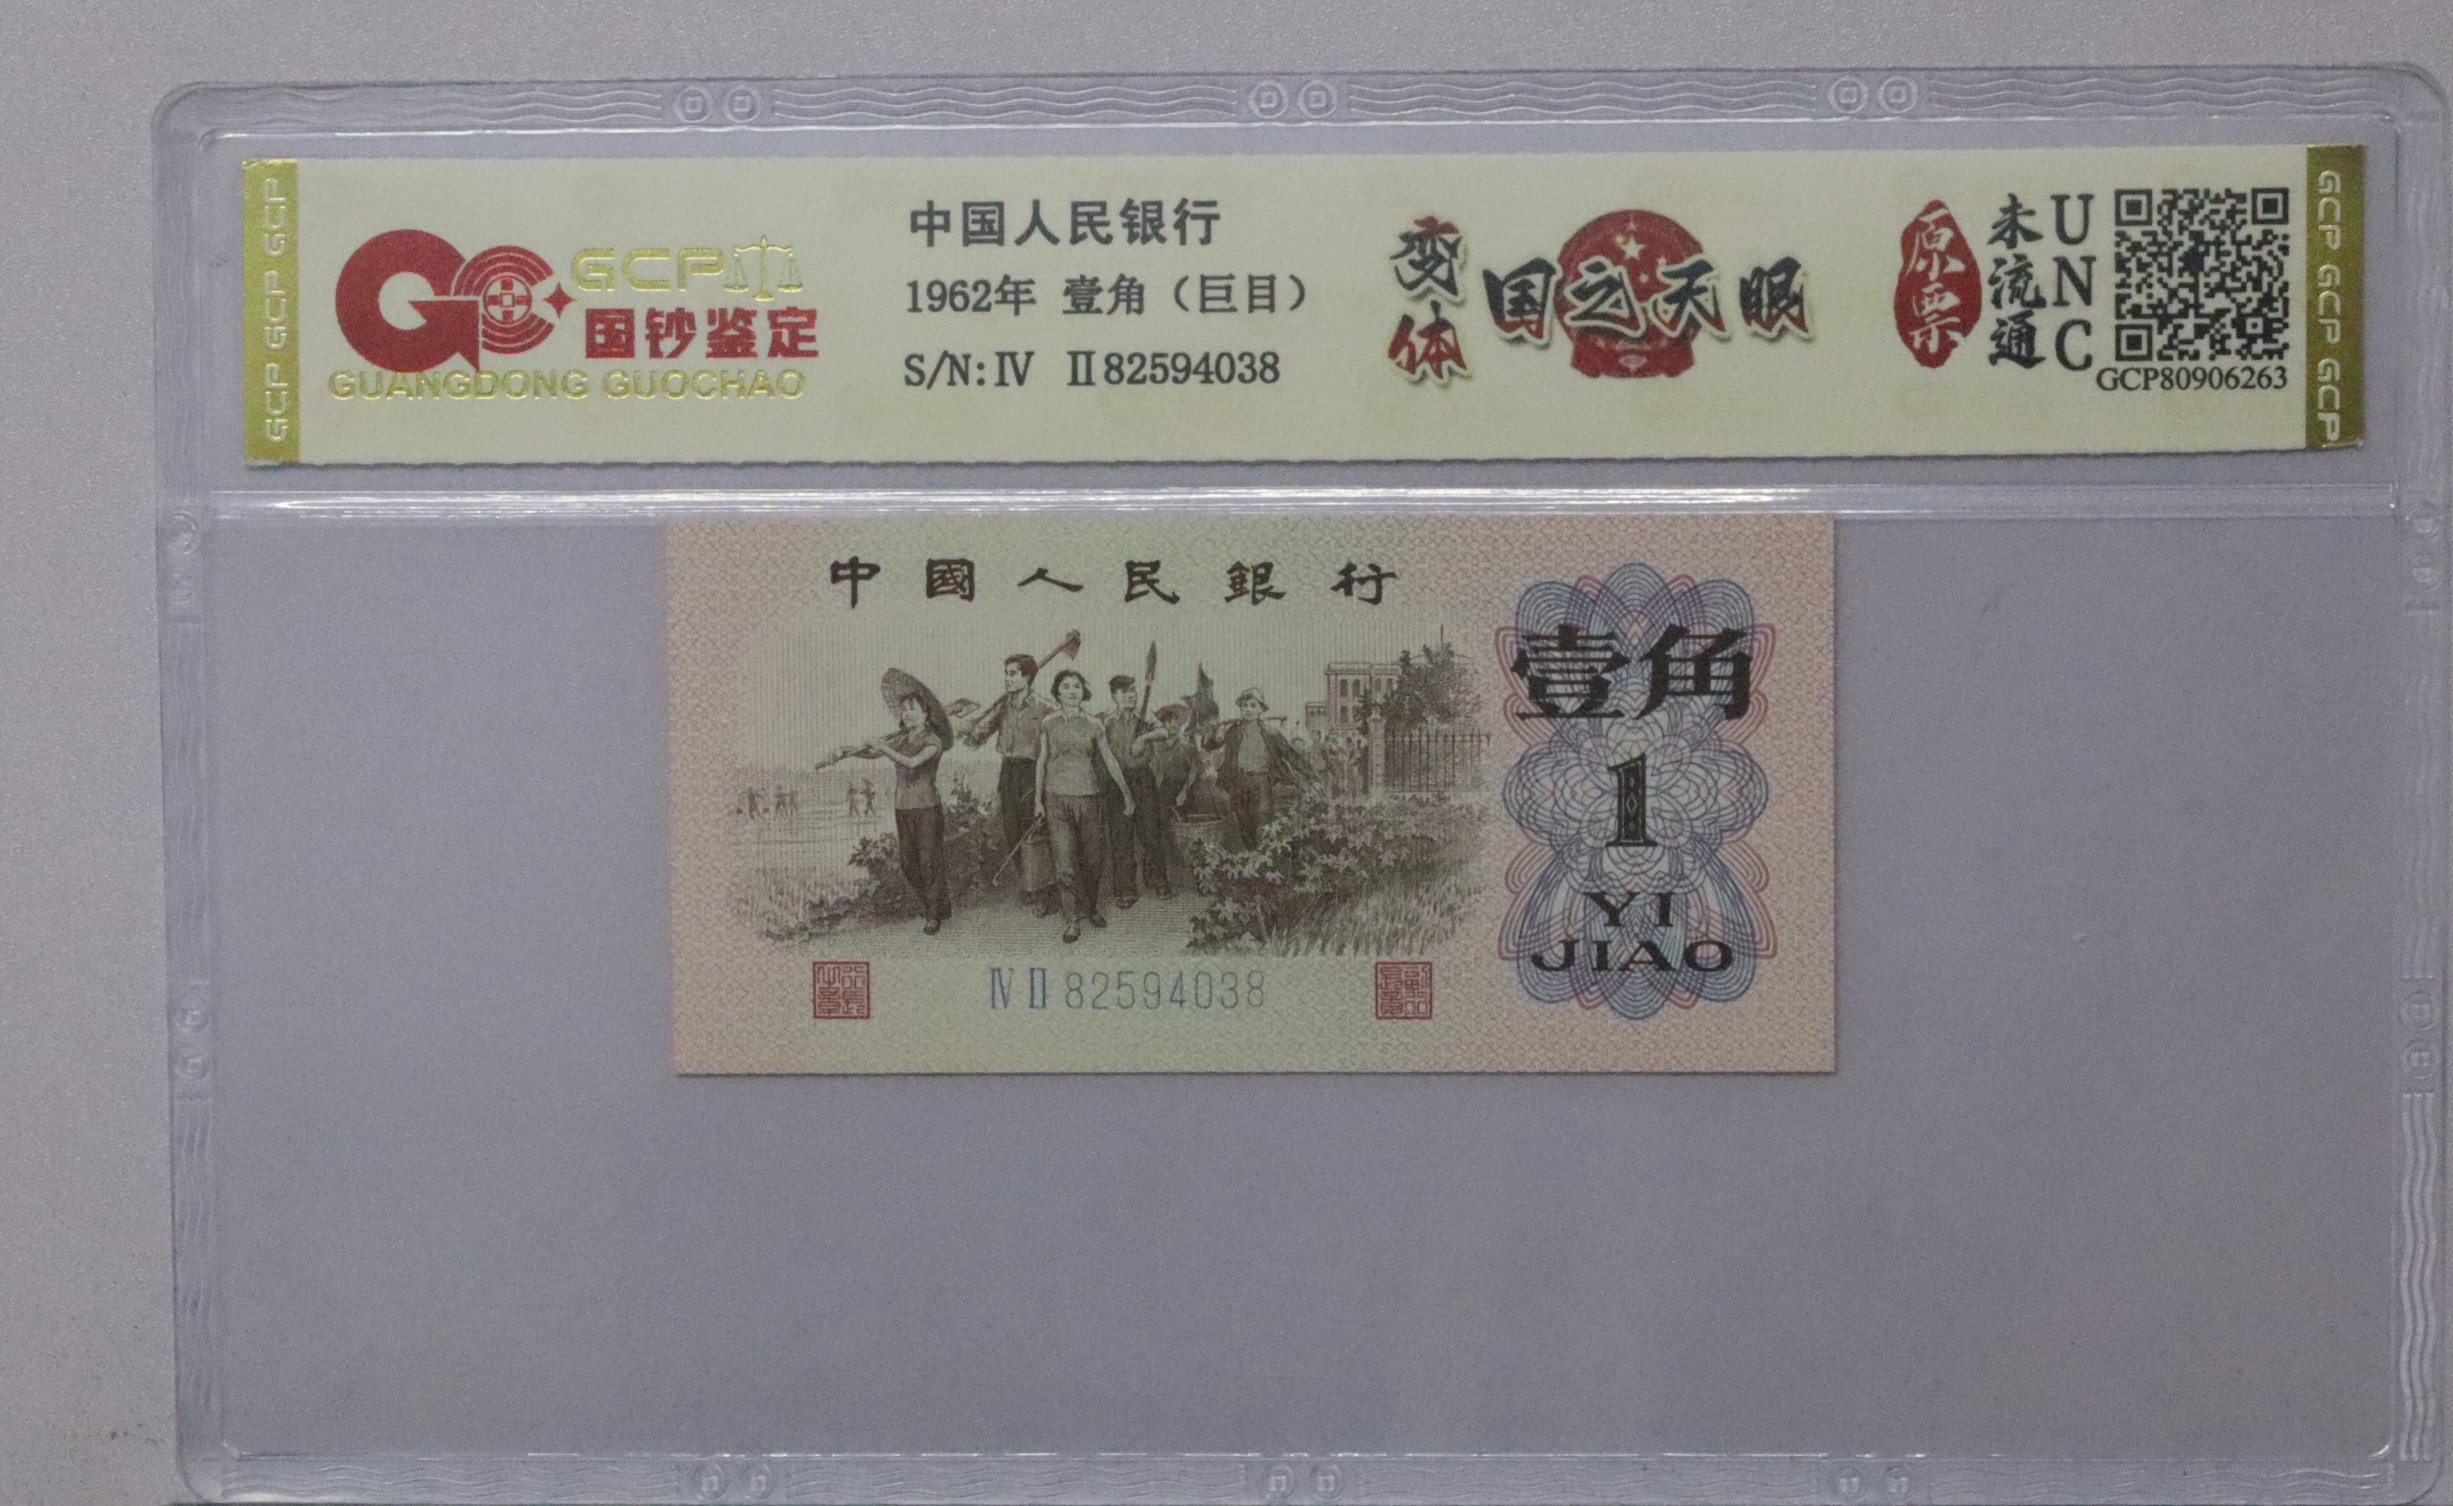 GCP GCP GCP
GCP
国钞鉴定
GUANGDONG GUOCHAO
中国人民银行
1962年 壹角（巨目）
S/N:Ⅳ Ⅱ82594038
变体
国之天眼
原票
未流通
UNC
GCP80906263
GCP GCP GCP
中國人民銀行
壹角
1
YI
JIAO
Ⅳ Ⅱ 82594038